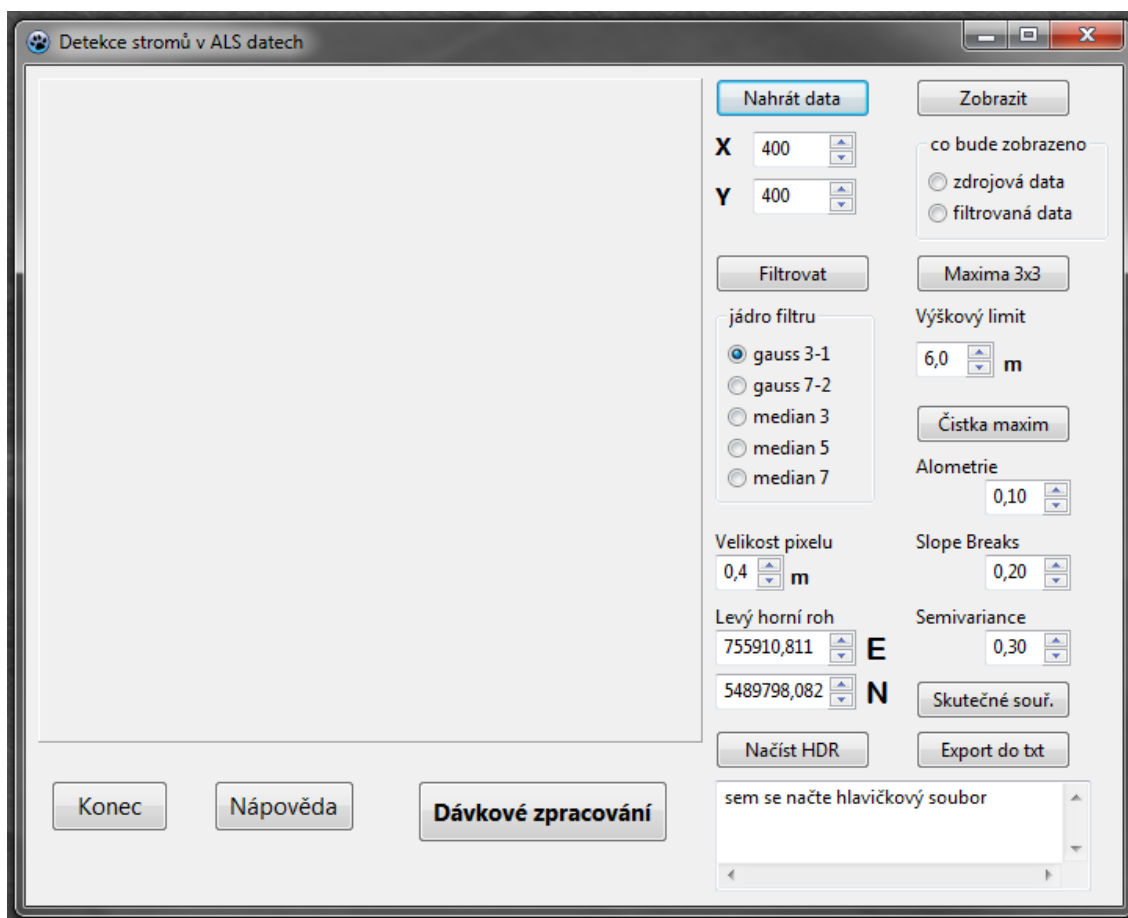 Detekce stromů v ALS datech
Nahrát data
Zobrazit
X 400
Y 400
co bude zobrazeno
zdrojová data
filtrovaná data
Filtrovat
Maxima 3x3
jádro filtru
gauss 3-1
gauss 7-2
median 3
median 5
median 7
Výškový limit
6,0 m
Čistka maxim
Alometrie
0,10
Velikost pixelu
0,4 m
Slope Breaks
0,20
Levý horní roh
755910,811 E
5489798,082 N
Semivariance
0,30
Skutečné souř.
Načíst HDR
Export do txt
sem se načte hlavičkový soubor
Konec
Nápověda
Dávkové zpracování